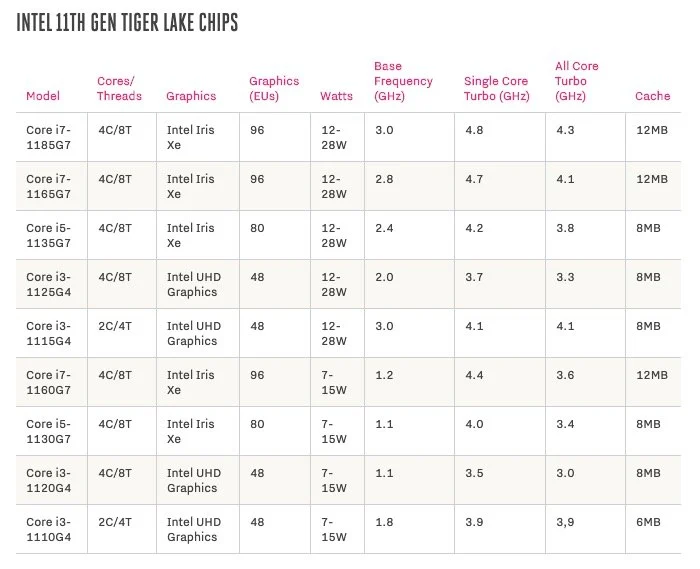 INTEL 11TH GEN TIGER LAKE CHIPS
Model Cores/ Threads Graphics Graphics (EUs) Watts Base Frequency (GHz) Single Core Turbo (GHz) All Core Turbo (GHz) Cache
Core i7-1185G7 4C/8T Intel Iris Xe 96 12-28W 3.0 4.8 4.3 12MB
Core i7-1165G7 4C/8T Intel Iris Xe 96 12-28W 2.8 4.7 4.1 12MB
Core i5-1135G7 4C/8T Intel Iris Xe 80 12-28W 2.4 4.2 3.8 8MB
Core i3-1125G4 4C/8T Intel UHD Graphics 48 12-28W 2.0 3.7 3.3 8MB
Core i3-1115G4 2C/4T Intel UHD Graphics 48 12-28W 3.0 4.1 4.1 8MB
Core i7-1160G7 4C/8T Intel Iris Xe 96 7-15W 1.2 4.4 3.6 12MB
Core i5-1130G7 4C/8T Intel Iris Xe 80 7-15W 1.1 4.0 3.4 8MB
Core i3-1120G4 4C/8T Intel UHD Graphics 48 7-15W 1.1 3.5 3.0 8MB
Core i3-1110G4 2C/4T Intel UHD Graphics 48 7-15W 1.8 3.9 3,9 6MB